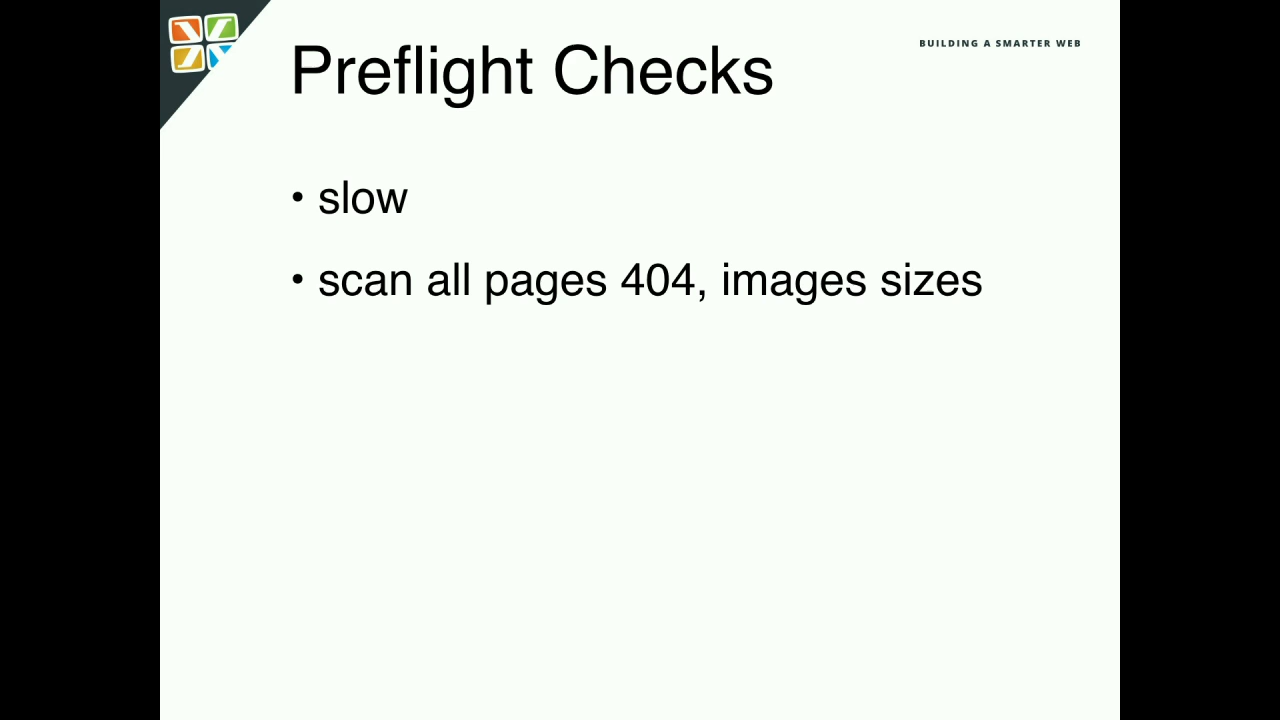 BUILDING A SMARTER WEB
Preflight Checks
• slow
• scan all pages 404, images sizes